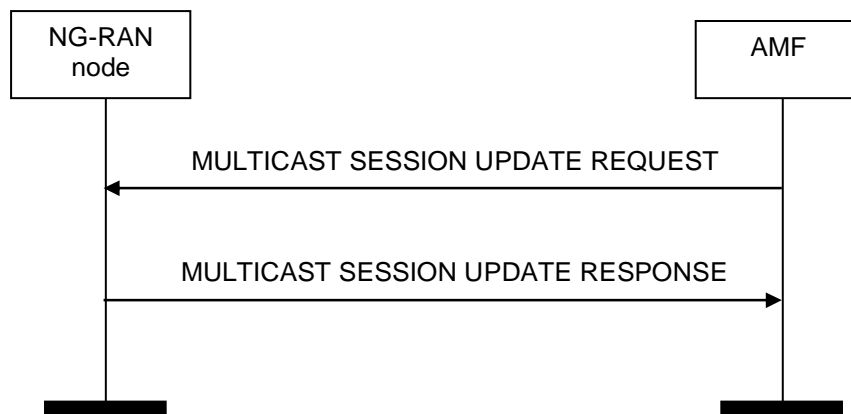 NG-RAN
node
AMF
MULTICAST SESSION UPDATE REQUEST
MULTICAST SESSION UPDATE RESPONSE